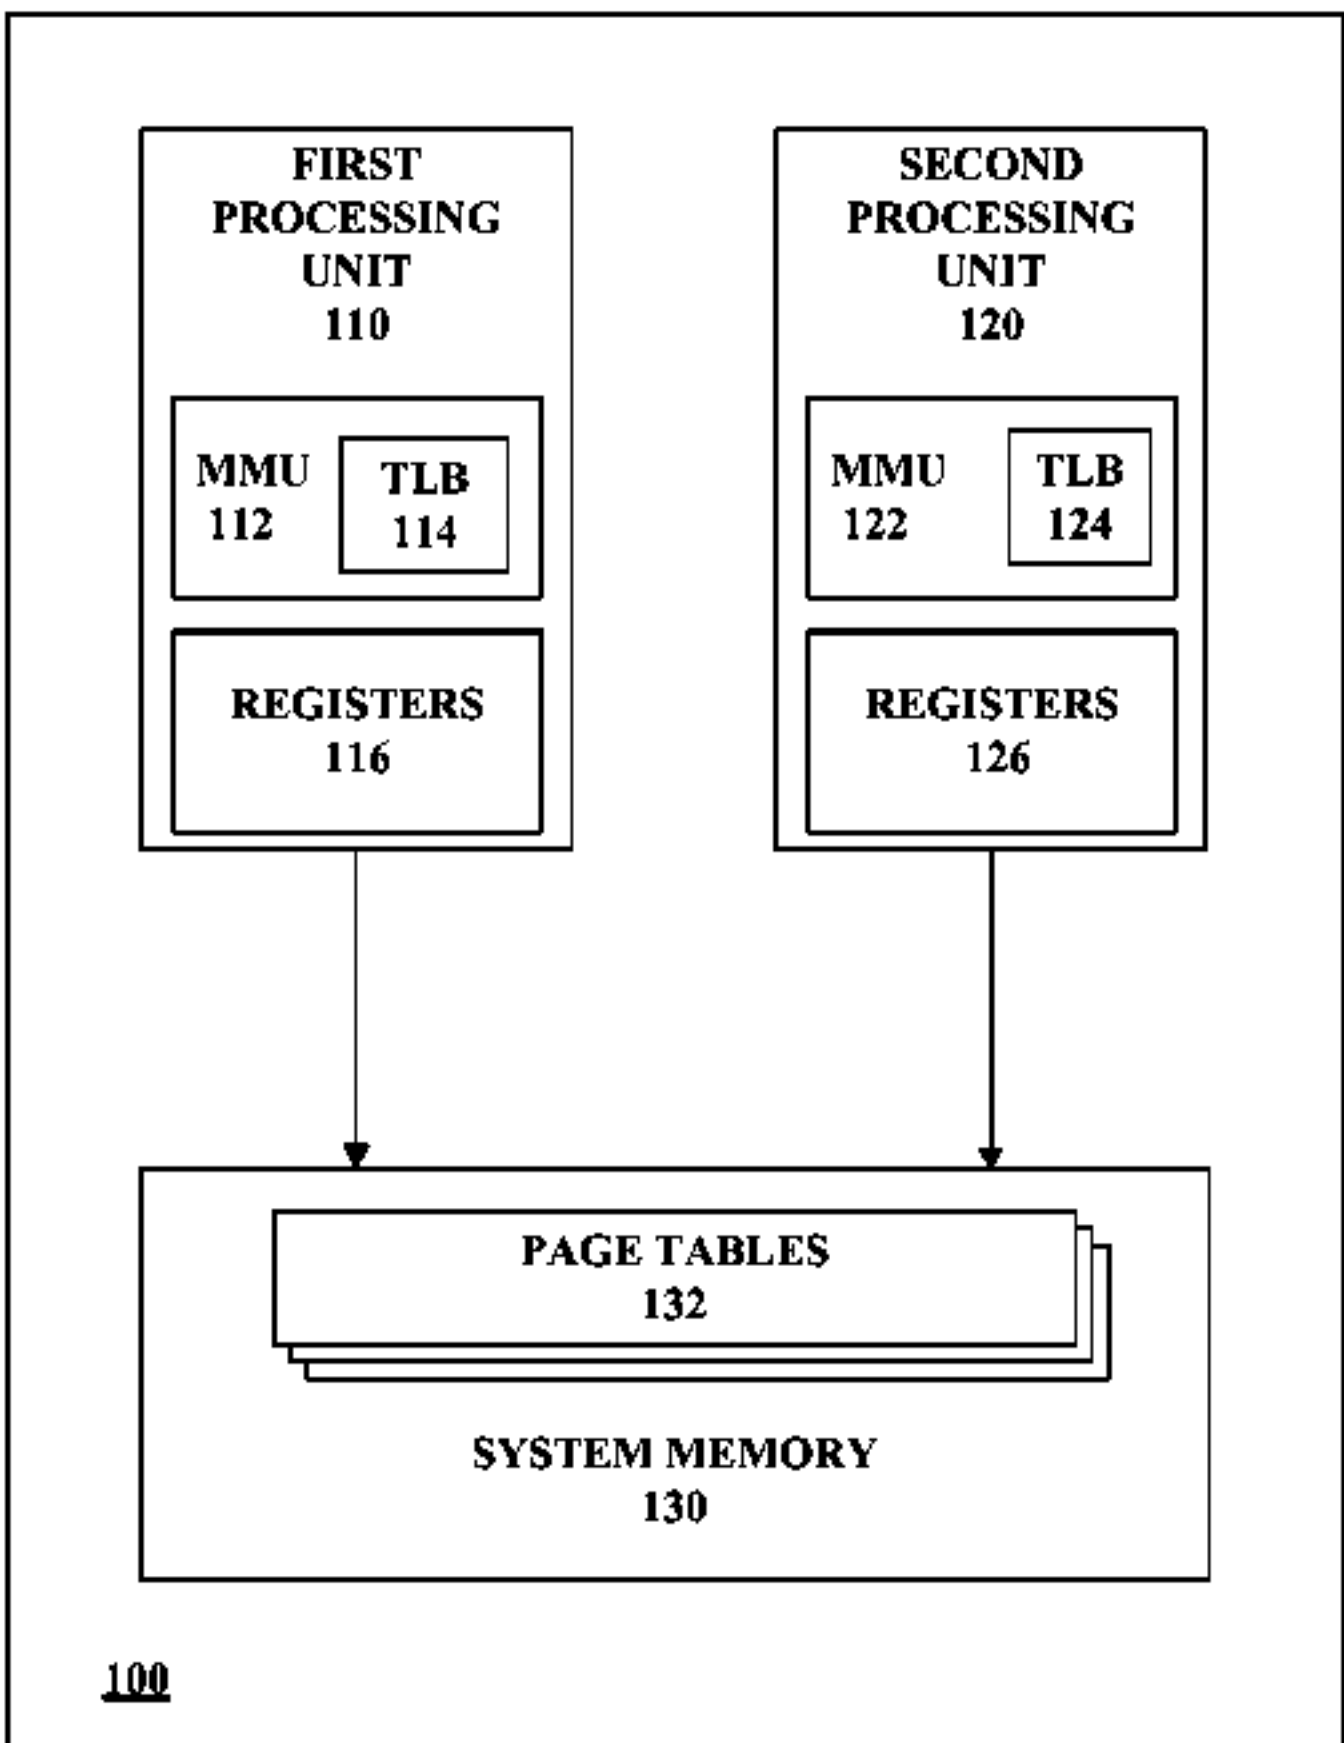 FIRST
PROCESSING
UNIT
110
MMU
112
TLB
114
REGISTERS
116
SECOND
PROCESSING
UNIT
120
MMU
122
TLB
124
REGISTERS
126
PAGE TABLES
132
SYSTEM MEMORY
130
100